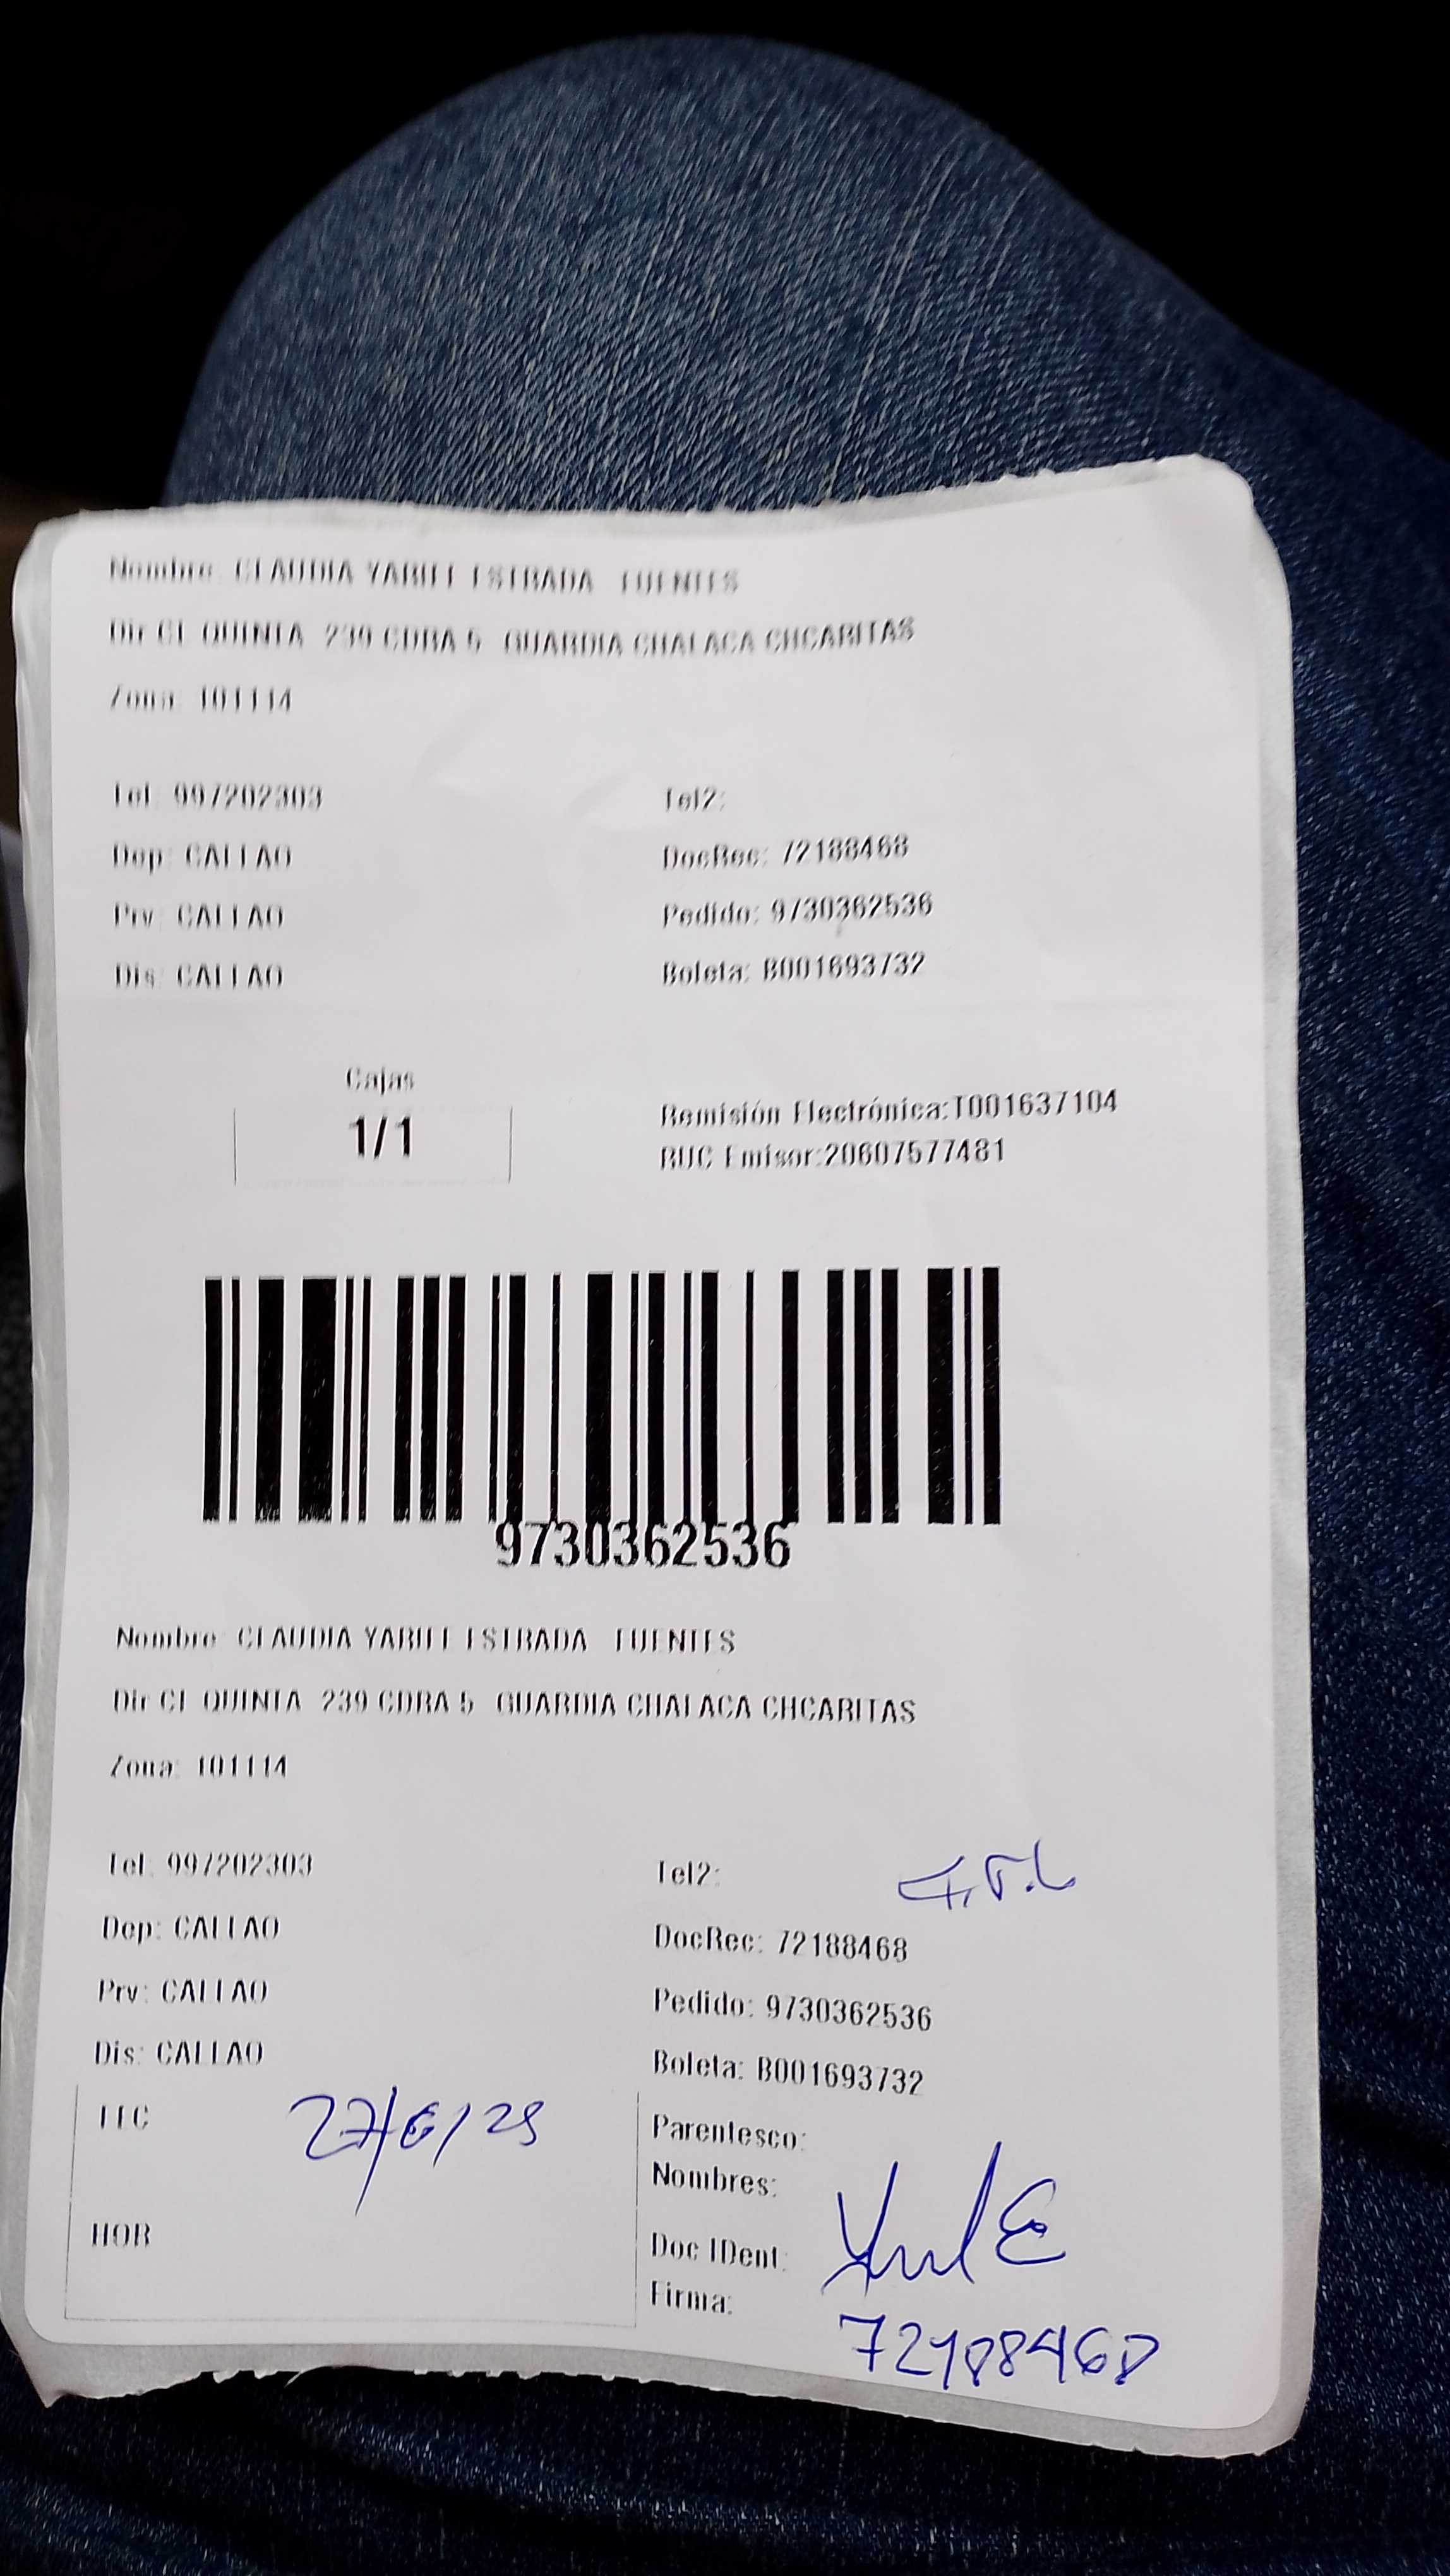 Nombre: CLAUDIA ESTRADA FUENTES
Dir CL QUINTA 239 CDRA 5 GUARDIA CHALACA CHCARITAS
Zona: 101114
Tel: 997202303 Tel2:
Dep: CALLAO DocRec: 72188468
Prv: CALLAO Pedido: 9730362536
Dis: CALLAO Boleta: B001693732
Cajas
1/1
Remisión Electrónica:T001637104
RUC Emisor:20607577481
9730362536
Nombre: CLAUDIA ESTRADA FUENTES
Dir CL QUINTA 239 CDRA 5 GUARDIA CHALACA CHCARITAS
Zona: 101114
Tel: 997202303 Tel2:
Dep: CALLAO DocRec: 72188468
Prv: CALLAO Pedido: 9730362536
Dis: CALLAO Boleta: B001693732
27/6/25
Parentesco:
Nombres:
HOR
Doc IDent:
Firma:
72188468